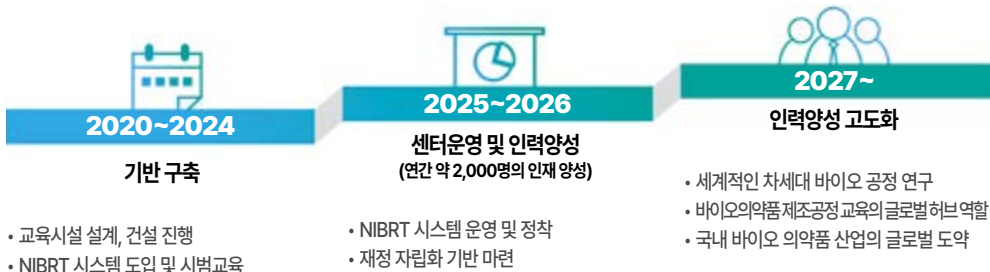 2020~2024
기반 구축
• 교육시설 설계, 건설 진행
• NIBRT 시스템 도입 및 시범교육
2025~2026
센터운영 및 인력양성
(연간 약 2,000명의 인재 양성)
• NIBRT 시스템 운영 및 정착
• 재정 자립화 기반 마련
2027~
인력양성 고도화
• 세계적인 차세대 바이오 공정 연구
• 바이오의약품 제조공정 교육의 글로벌 허브 역할
• 국내 바이오 의약품 산업의 글로벌 도약